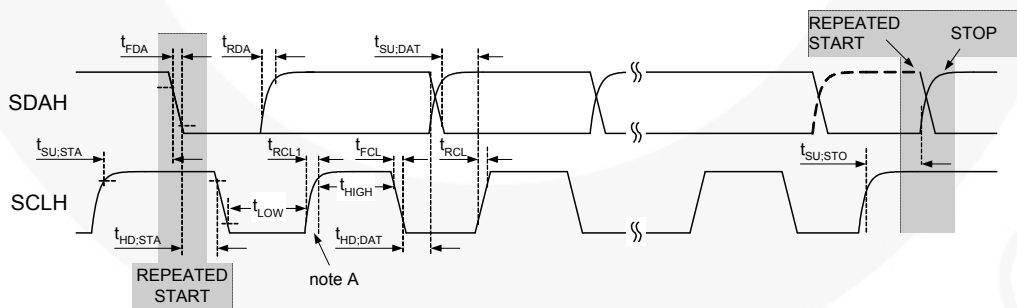 REPEATED
START
STOP
tFDA
tRDA
tSU;DAT
SDAH
tSU;STA
tRCL1
tFCL
tRCL
tSU;STO
tHIGH
SCLH
tLOW
tHD;STA
tHD;DAT
note A
REPEATED
START